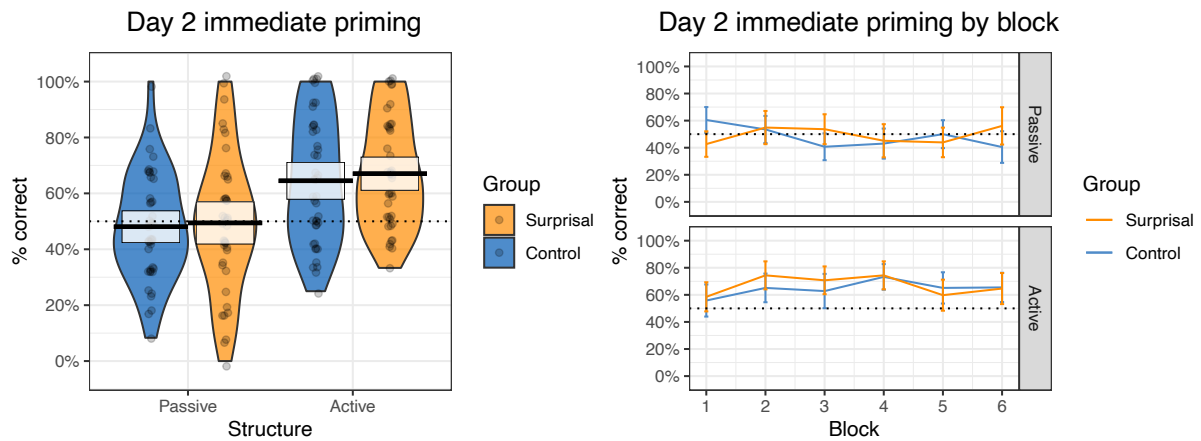 Day 2 immediate priming
% correct
100%
80%
60%
40%
20%
0%
Passive
Active
Structure
Group
Surprisal
Control
Day 2 immediate priming by block
% correct
100%
80%
60%
40%
20%
0%
Passive
100%
80%
60%
40%
20%
0%
Active
1 2 3 4 5 6
Block
Group
Surprisal
Control